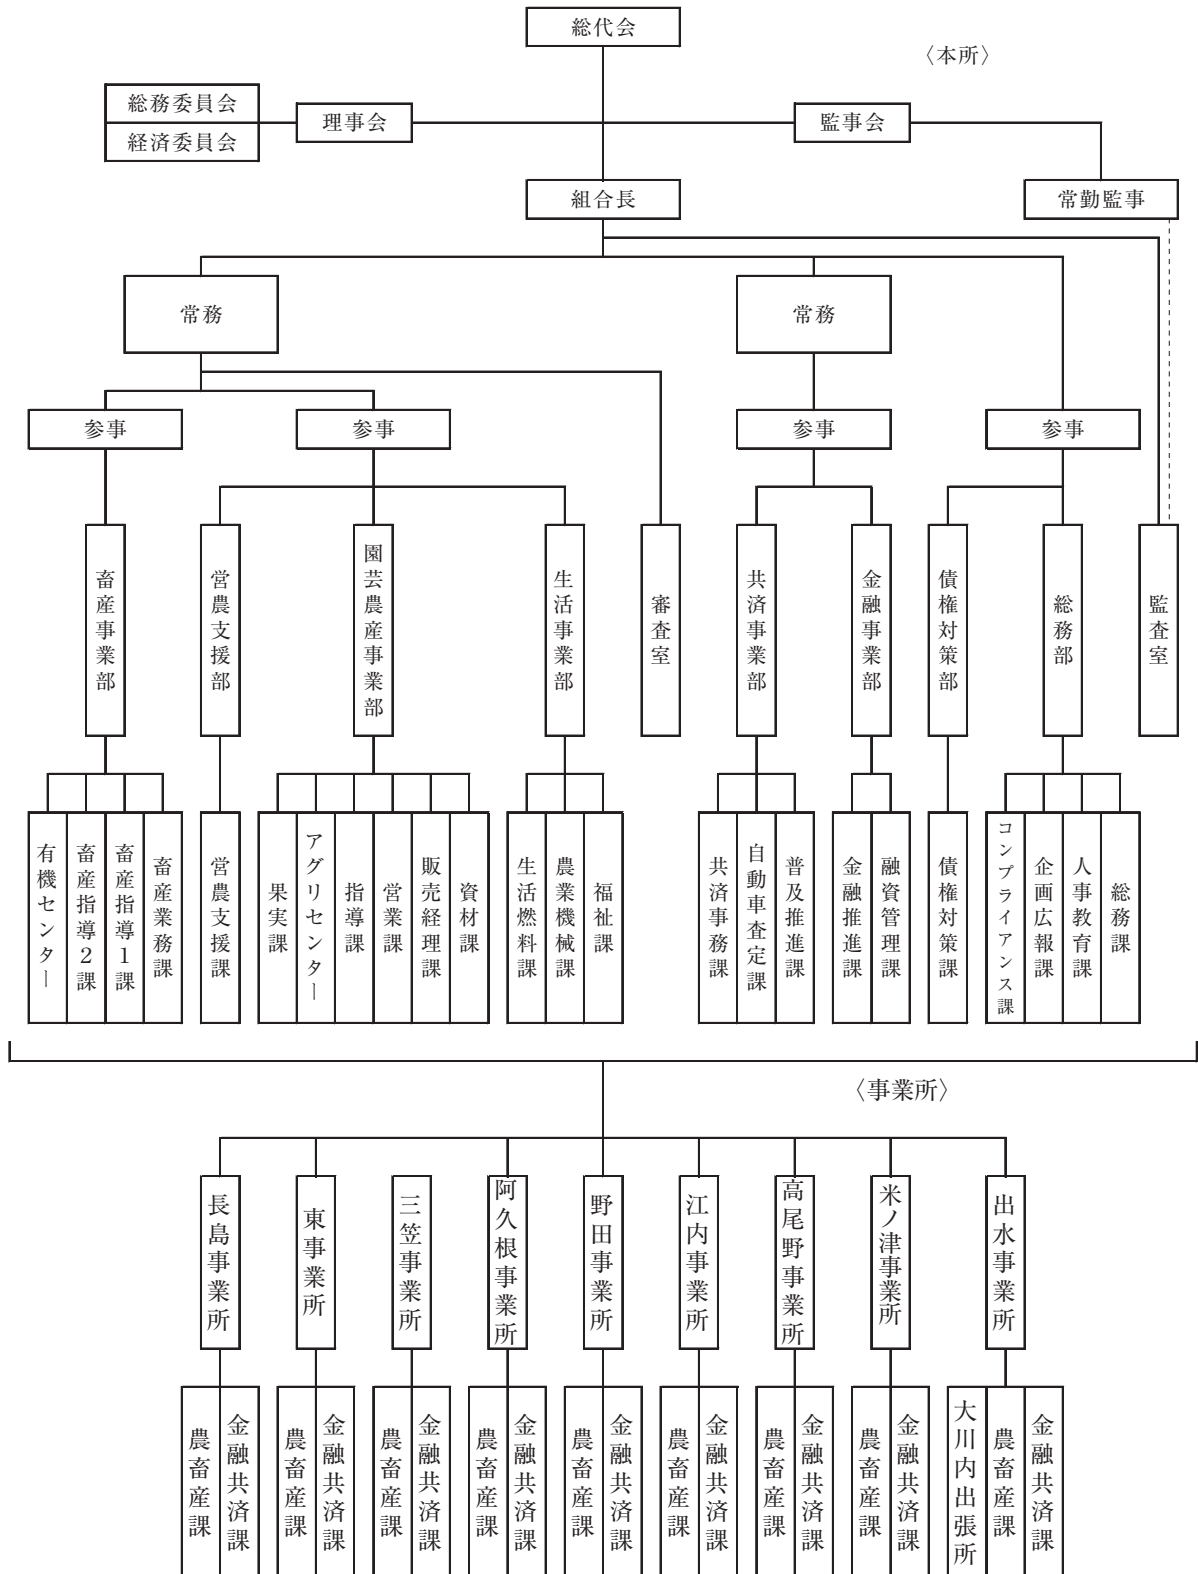 総代会
〈本所〉
総務委員会
経済委員会
理事会
監事会
組合長
常勤監事
常務
常務
参事
参事
参事
参事
畜産事業部
営農支援部
園芸農産事業部
生活事業部
審査室
共済事業部
金融事業部
債権対策部
総務部
監査室
有機センター
畜産指導2課
畜産指導1課
畜産業務課
営農支援課
果実課
アグリセンター
指導課
営業課
販売経理課
資材課
生活燃料課
農業機械課
福祉課
共済事務課
自動車査定課
普及推進課
金融推進課
融資管理課
債権対策課
コンプライアンス課
企画広報課
人事教育課
総務課
〈事業所〉
長島事業所
東事業所
三笠事業所
阿久根事業所
野田事業所
江内事業所
高尾野事業所
米ノ津事業所
出水事業所
農畜産課
金融共済課
農畜産課
金融共済課
農畜産課
金融共済課
農畜産課
金融共済課
農畜産課
金融共済課
農畜産課
金融共済課
農畜産課
金融共済課
農畜産課
金融共済課
大川内出張所
農畜産課
金融共済課